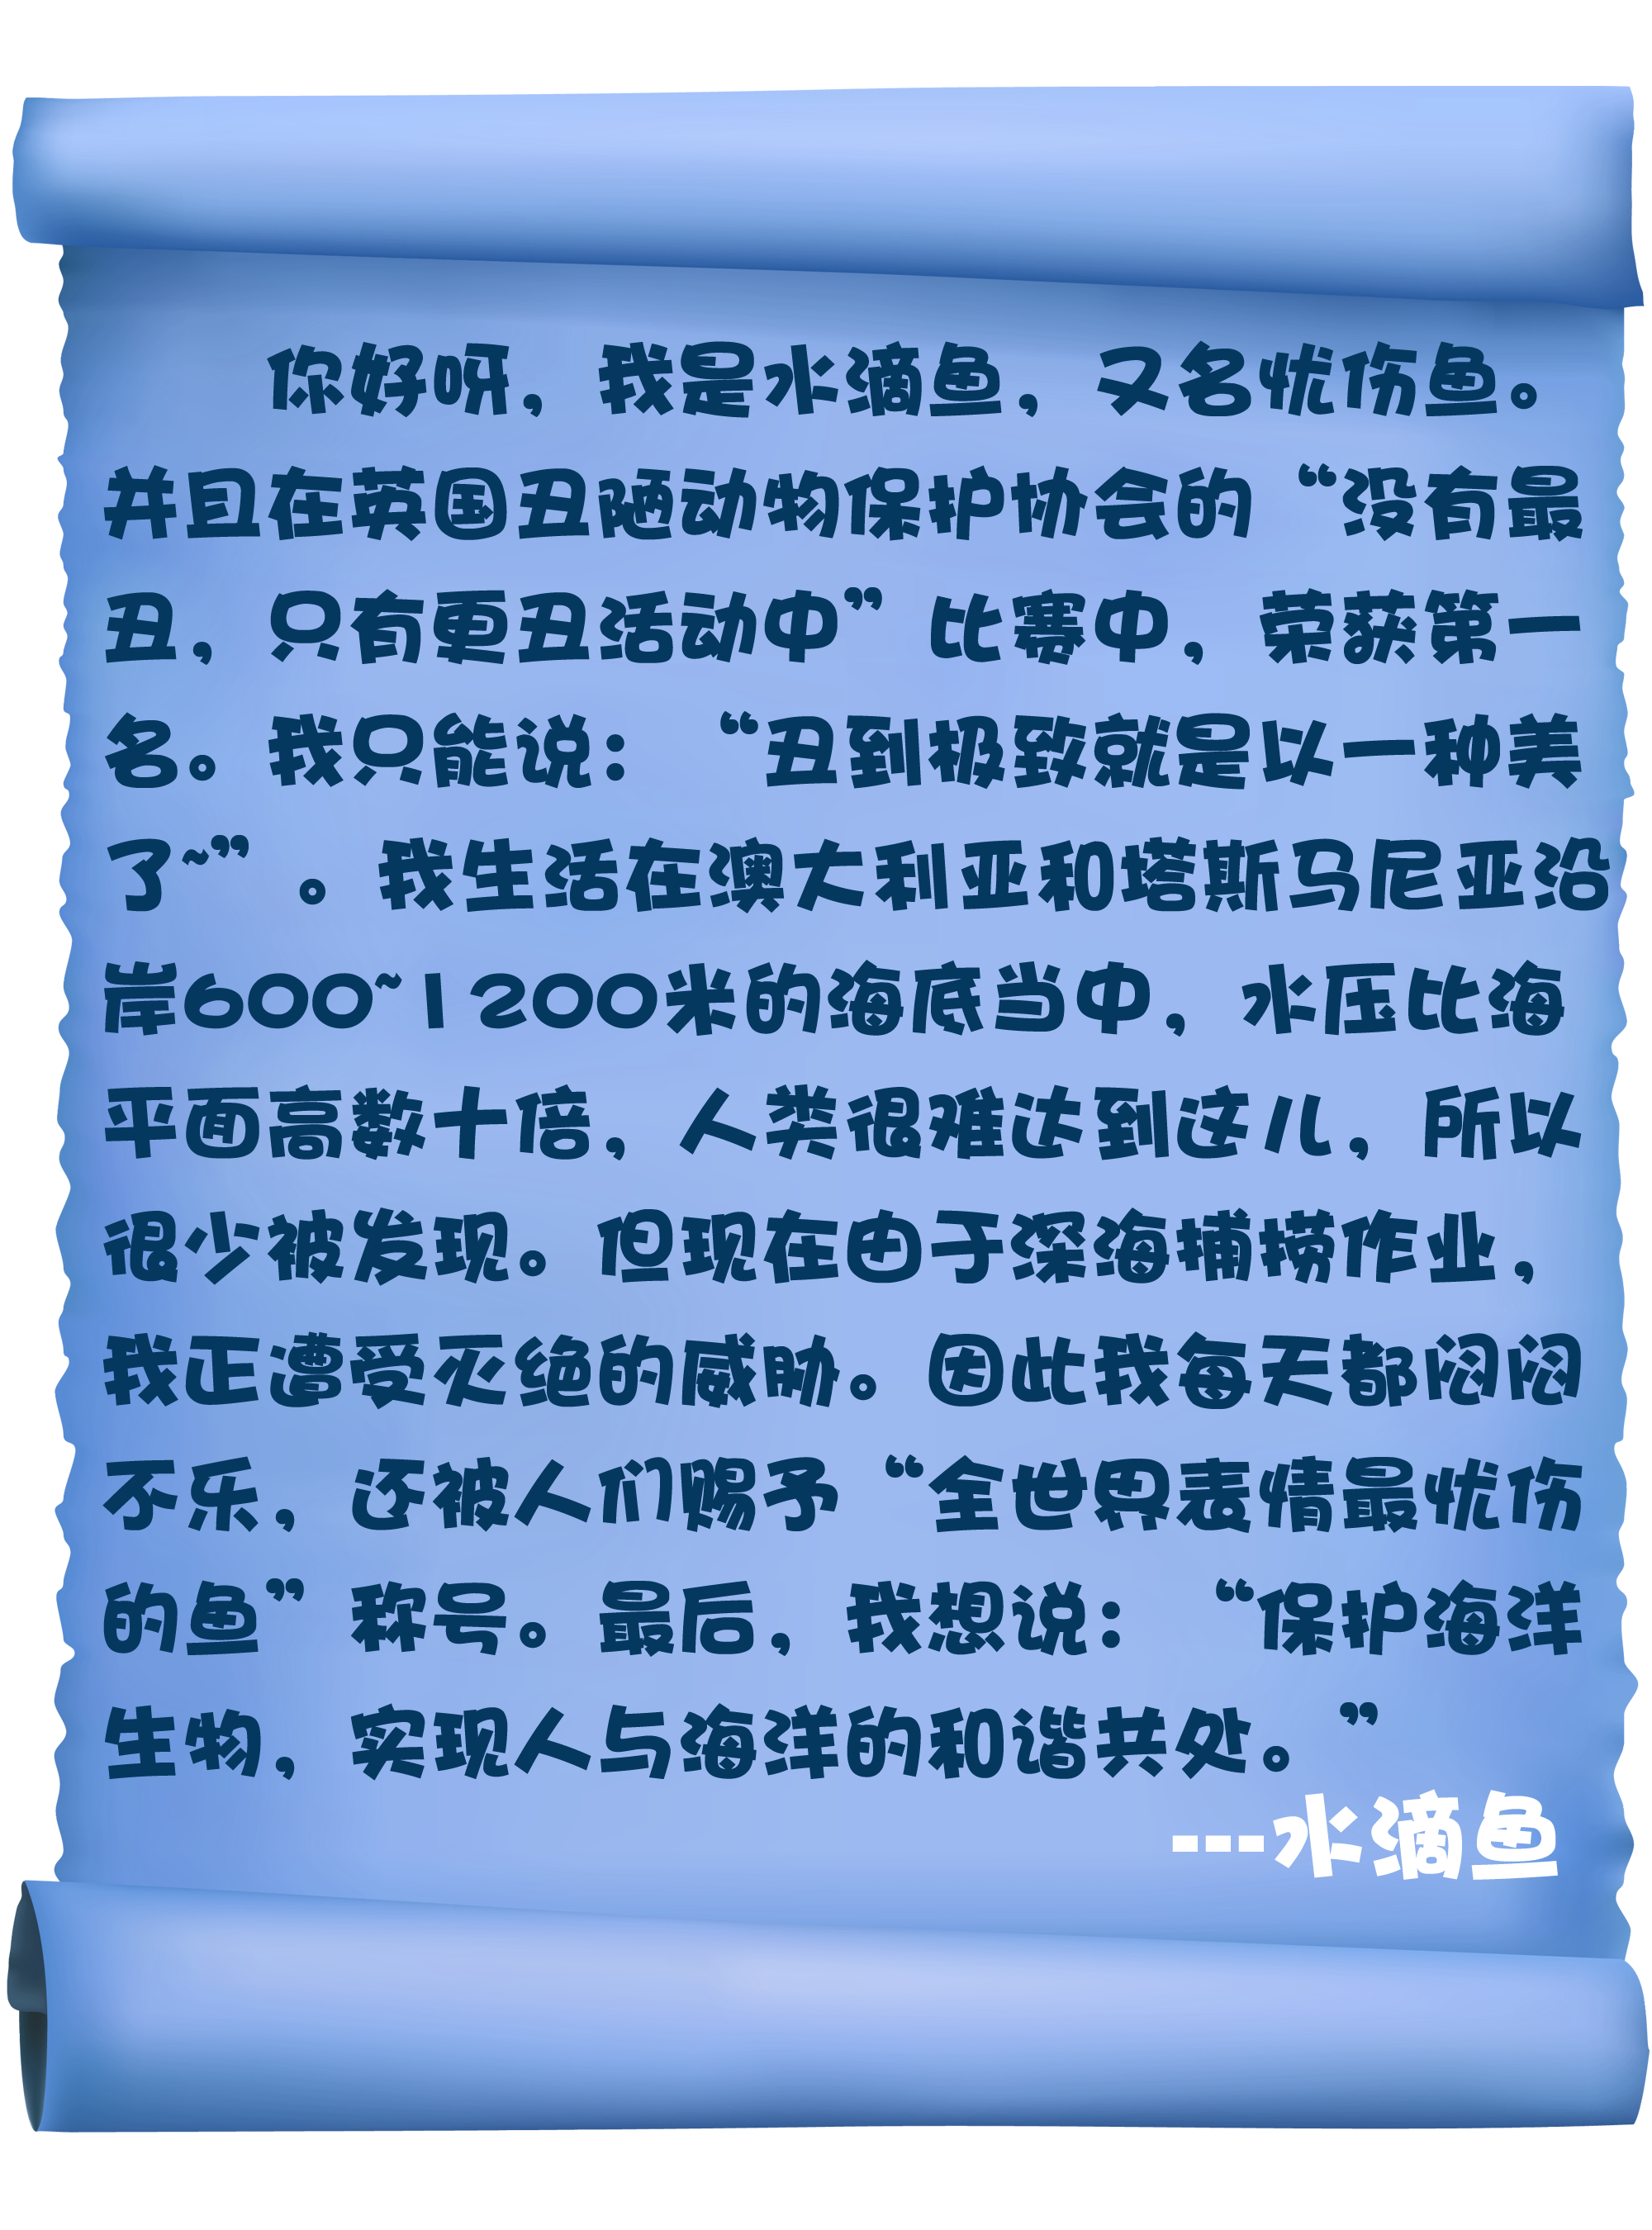 你好呀，我是水滴鱼，又名忧伤鱼。
并且在英国丑陋动物保护协会的“没有最
丑，只有更丑活动中”比赛中，荣获第一
名。我只能说：“丑到极致就是以一种美
了~”。我生活在澳大利亚和塔斯马尼亚沿
岸600~1200米的海底当中，水压比海
平面高数十倍，人类很难达到这儿，所以
很少被发现。但现在由于深海捕捞作业，
我正遭受灭绝的威胁。因此我每天都闷闷
不乐，还被人们赐予“全世界表情最忧伤
的鱼”称号。最后，我想说：“保护海洋
生物，实现人与海洋的和谐共处。”
---水滴鱼